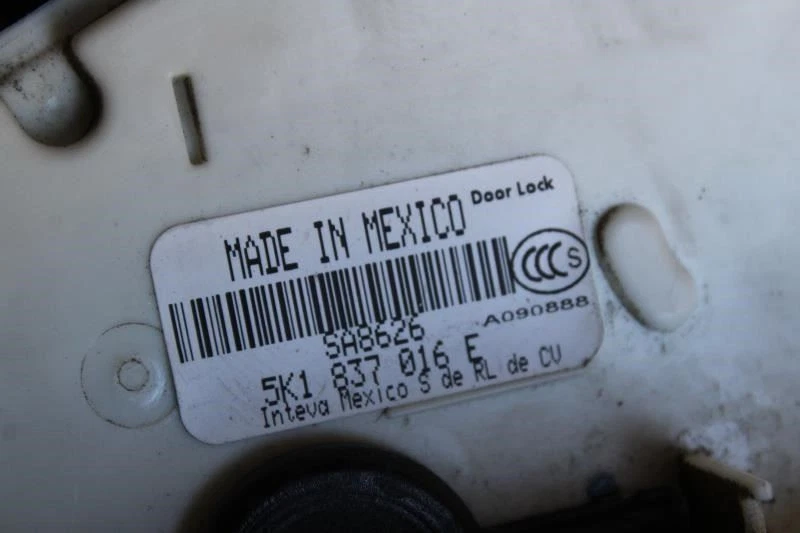 Door Lock
MADE IN MEXICO
CCC S
A090888
SA8626
5K1 837 016 E
Inteva Mexico S de RL de CV